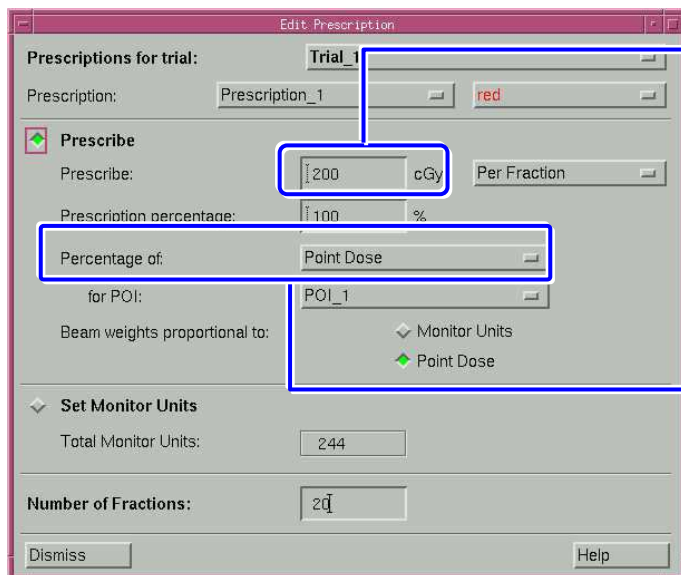 Edit Prescription
Prescriptions for trial: Trial_1
Prescription: Prescription_1 red
Prescribe
Prescribe: 200 cGy Per Fraction
Prescription percentage: 100 %
Percentage of: Point Dose
for POI: POI_1
Beam weights proportional to: Monitor Units
Point Dose
Set Monitor Units
Total Monitor Units: 244
Number of Fractions: 20
Dismiss Help